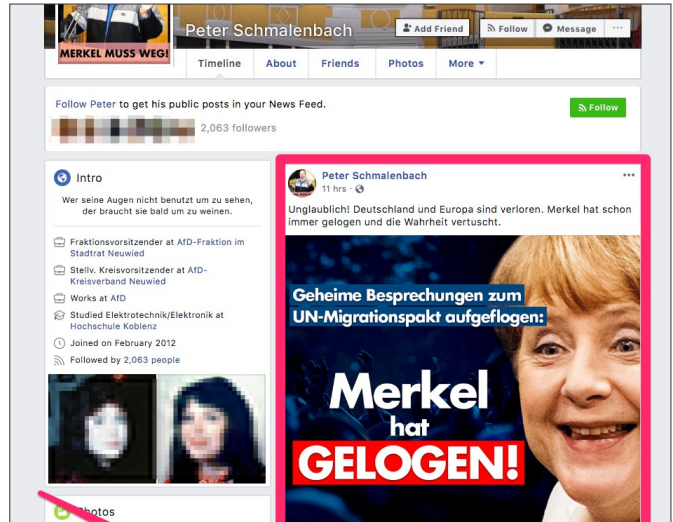 MERKEL MUSS WEG!
Peter Schmalenbach
Add Friend
Follow
Message
Timeline
About
Friends
Photos
More
Follow Peter to get his public posts in your News Feed.
2,063 followers
Follow
Intro
Wer seine Augen nicht benutzt um zu sehen,
der braucht sie bald um zu weinen.
Fraktionsvorsitzender at AfD-Fraktion im
Stadtrat Neuwied
Stellv. Kreisvorsitzender at AfD-
Kreisverband Neuwied
Works at AfD
Studied Elektrotechnik/Elektronik at
Hochschule Koblenz
Joined on February 2012
Followed by 2,063 people
Photos
Peter Schmalenbach
11 hrs ·
Unglaublich! Deutschland und Europa sind verloren. Merkel hat schon
immer gelogen und die Wahrheit vertuscht.
Geheime Besprechungen zum
UN-Migrationspakt aufgeflogen:
Merkel
hat
GELOGEN!